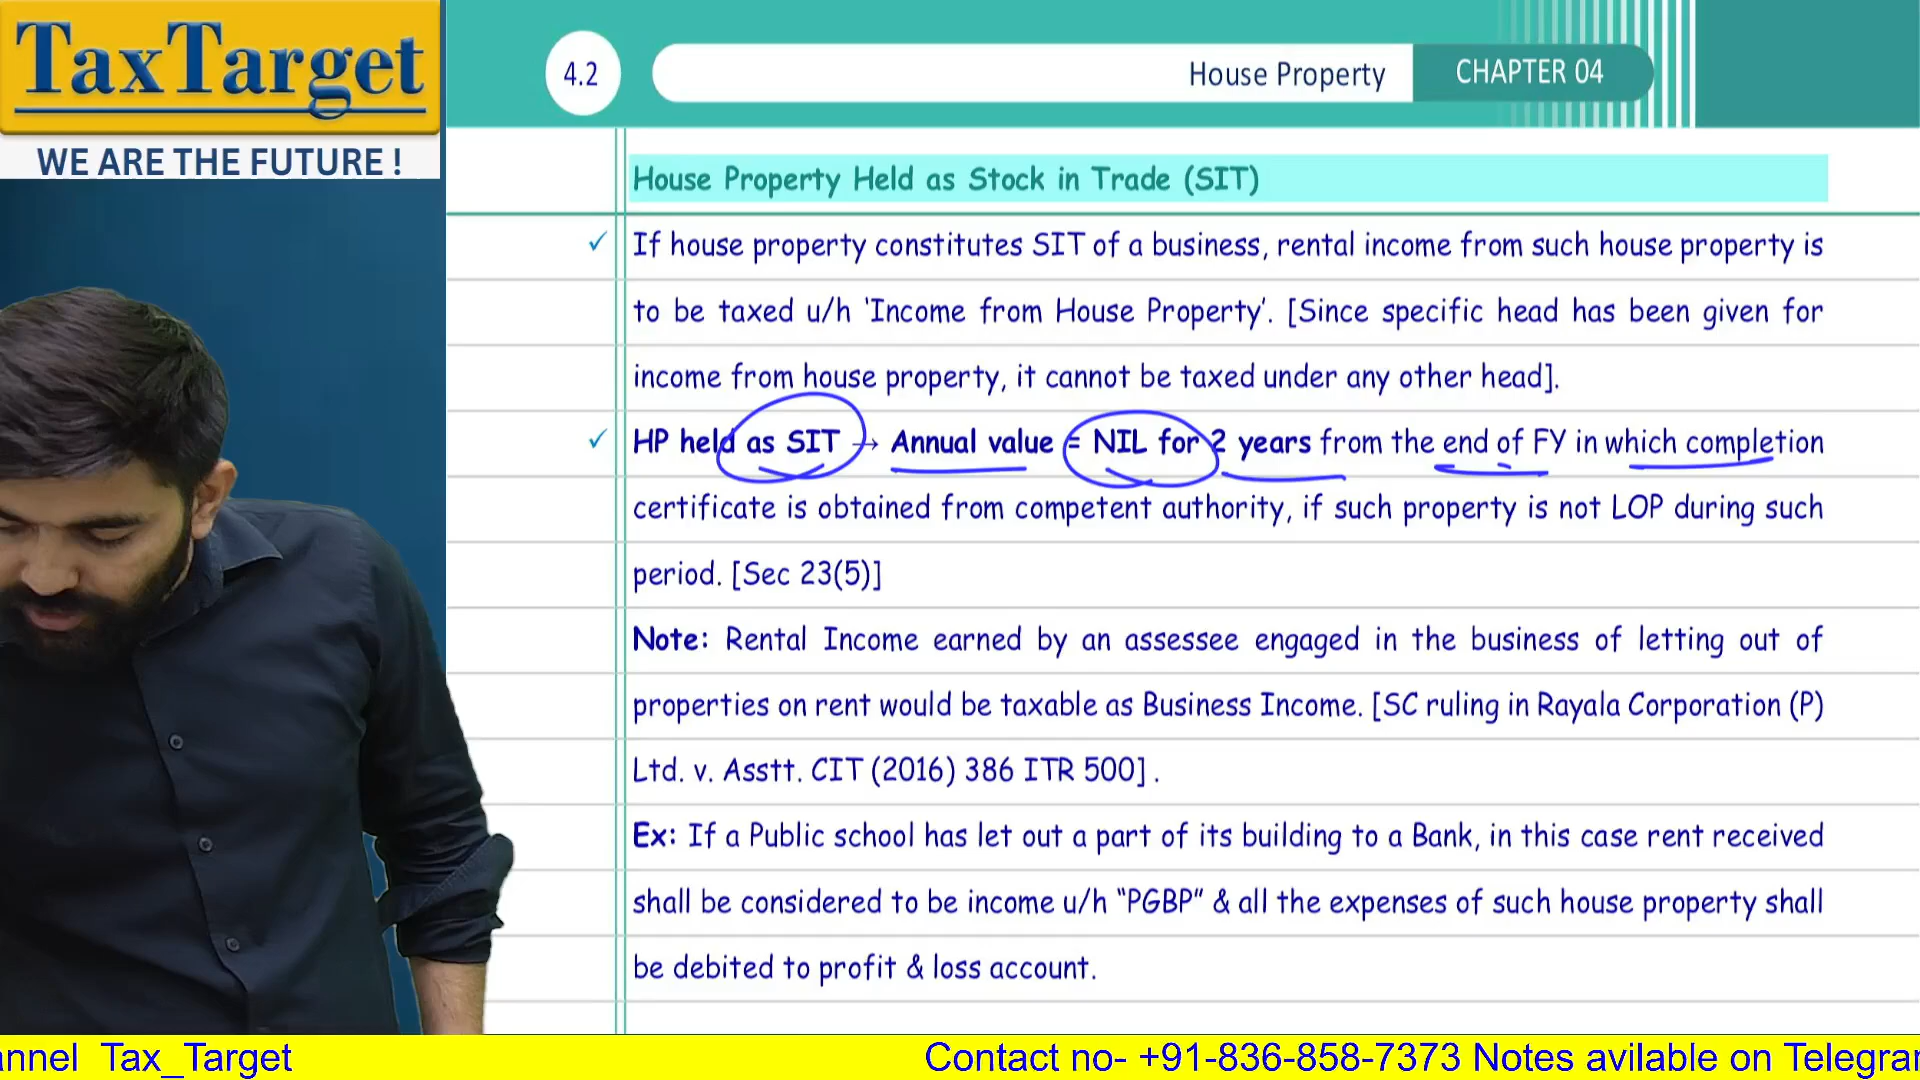 TaxTarget
WE ARE THE FUTURE !
4.2
House Property
CHAPTER 04
House Property Held as Stock in Trade (SIT)
✓ If house property constitutes SIT of a business, rental income from such house property is
to be taxed u/h ‘Income from House Property’. [Since specific head has been given for
income from house property, it cannot be taxed under any other head].
✓ HP held as SIT → Annual value = NIL for 2 years from the end of FY in which completion
certificate is obtained from competent authority, if such property is not LOP during such
period. [Sec 23(5)]
Note: Rental Income earned by an assessee engaged in the business of letting out of
properties on rent would be taxable as Business Income. [SC ruling in Rayala Corporation (P)
Ltd. v. Asstt. CIT (2016) 386 ITR 500] .
Ex: If a Public school has let out a part of its building to a Bank, in this case rent received
shall be considered to be income u/h “PGBP” & all the expenses of such house property shall
be debited to profit & loss account.
annel Tax_Target Contact no- +91-836-858-7373 Notes avilable on Telegra